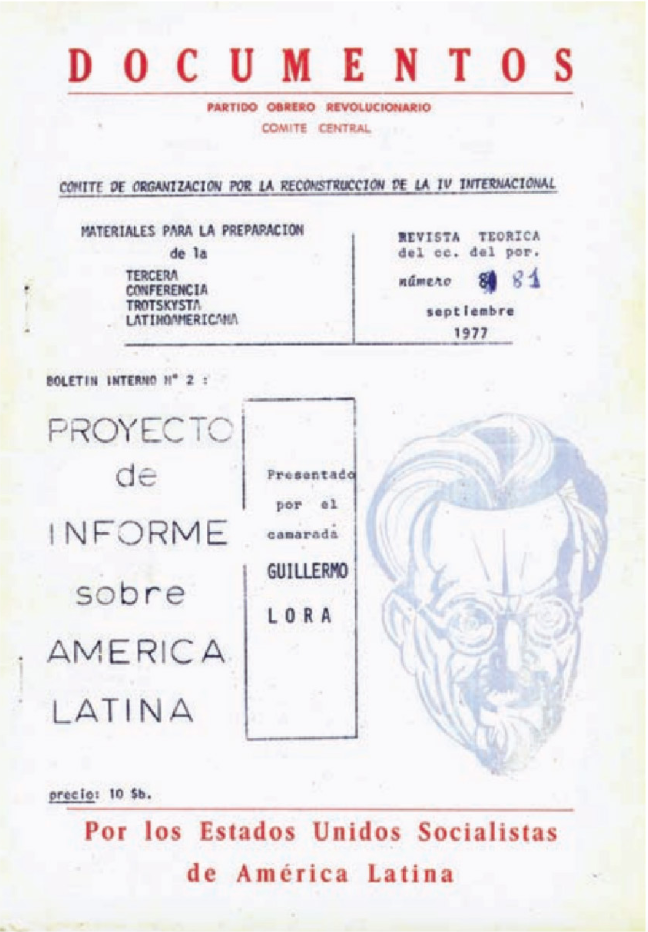 DOCUMENTOS
PARTIDO OBRERO REVOLUCIONARIO
COMITE CENTRAL
COMITE DE ORGANIZACION POR LA RECONSTRUCCION DE LA IV INTERNACIONAL
MATERIALES PARA LA PREPARACION
de la
TERCERA
CONFERENCIA
TROTSKYSTA
LATINOAMERICANA
REVISTA TEORICA
del cc. del por.
número 81
septiembre
1977
BOLETIN INTERNO N° 2 :
PROYECTO
de
INFORME
sobre
AMERICA
LATINA
Presentado
por el
camarada
GUILLERMO
LORA
precio: 10 $b.
Por los Estados Unidos Socialistas
de América Latina